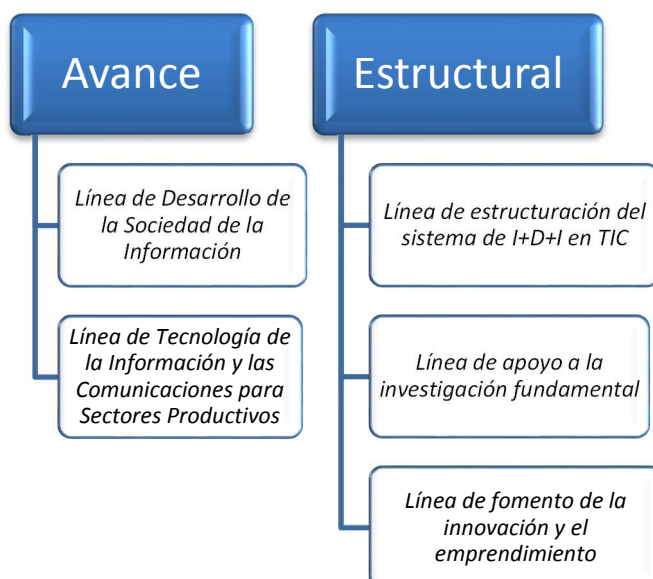 Avance
Línea de Desarrollo de
la Sociedad de la
Información
Línea de Tecnología de
la Información y las
Comunicaciones para
Sectores Productivos
Estructural
Línea de estructuración del
sistema de I+D+I en TIC
Línea de apoyo a la
investigación fundamental
Línea de fomento de la
innovación y el
emprendimiento